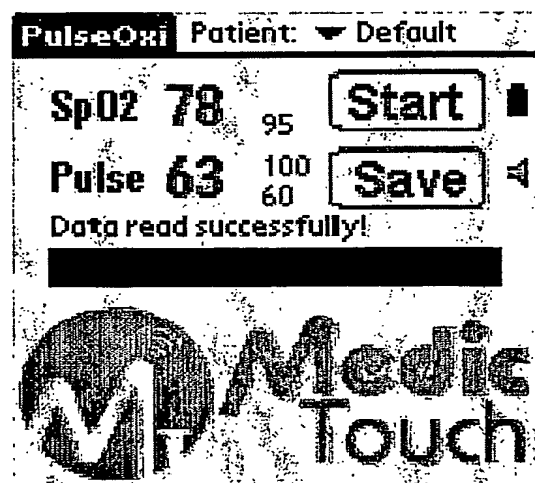 PulseOxi Patient: Default
SpO2 78 95 Start
Pulse 63 100 60 Save
Data read successfully!
Medic
Touch